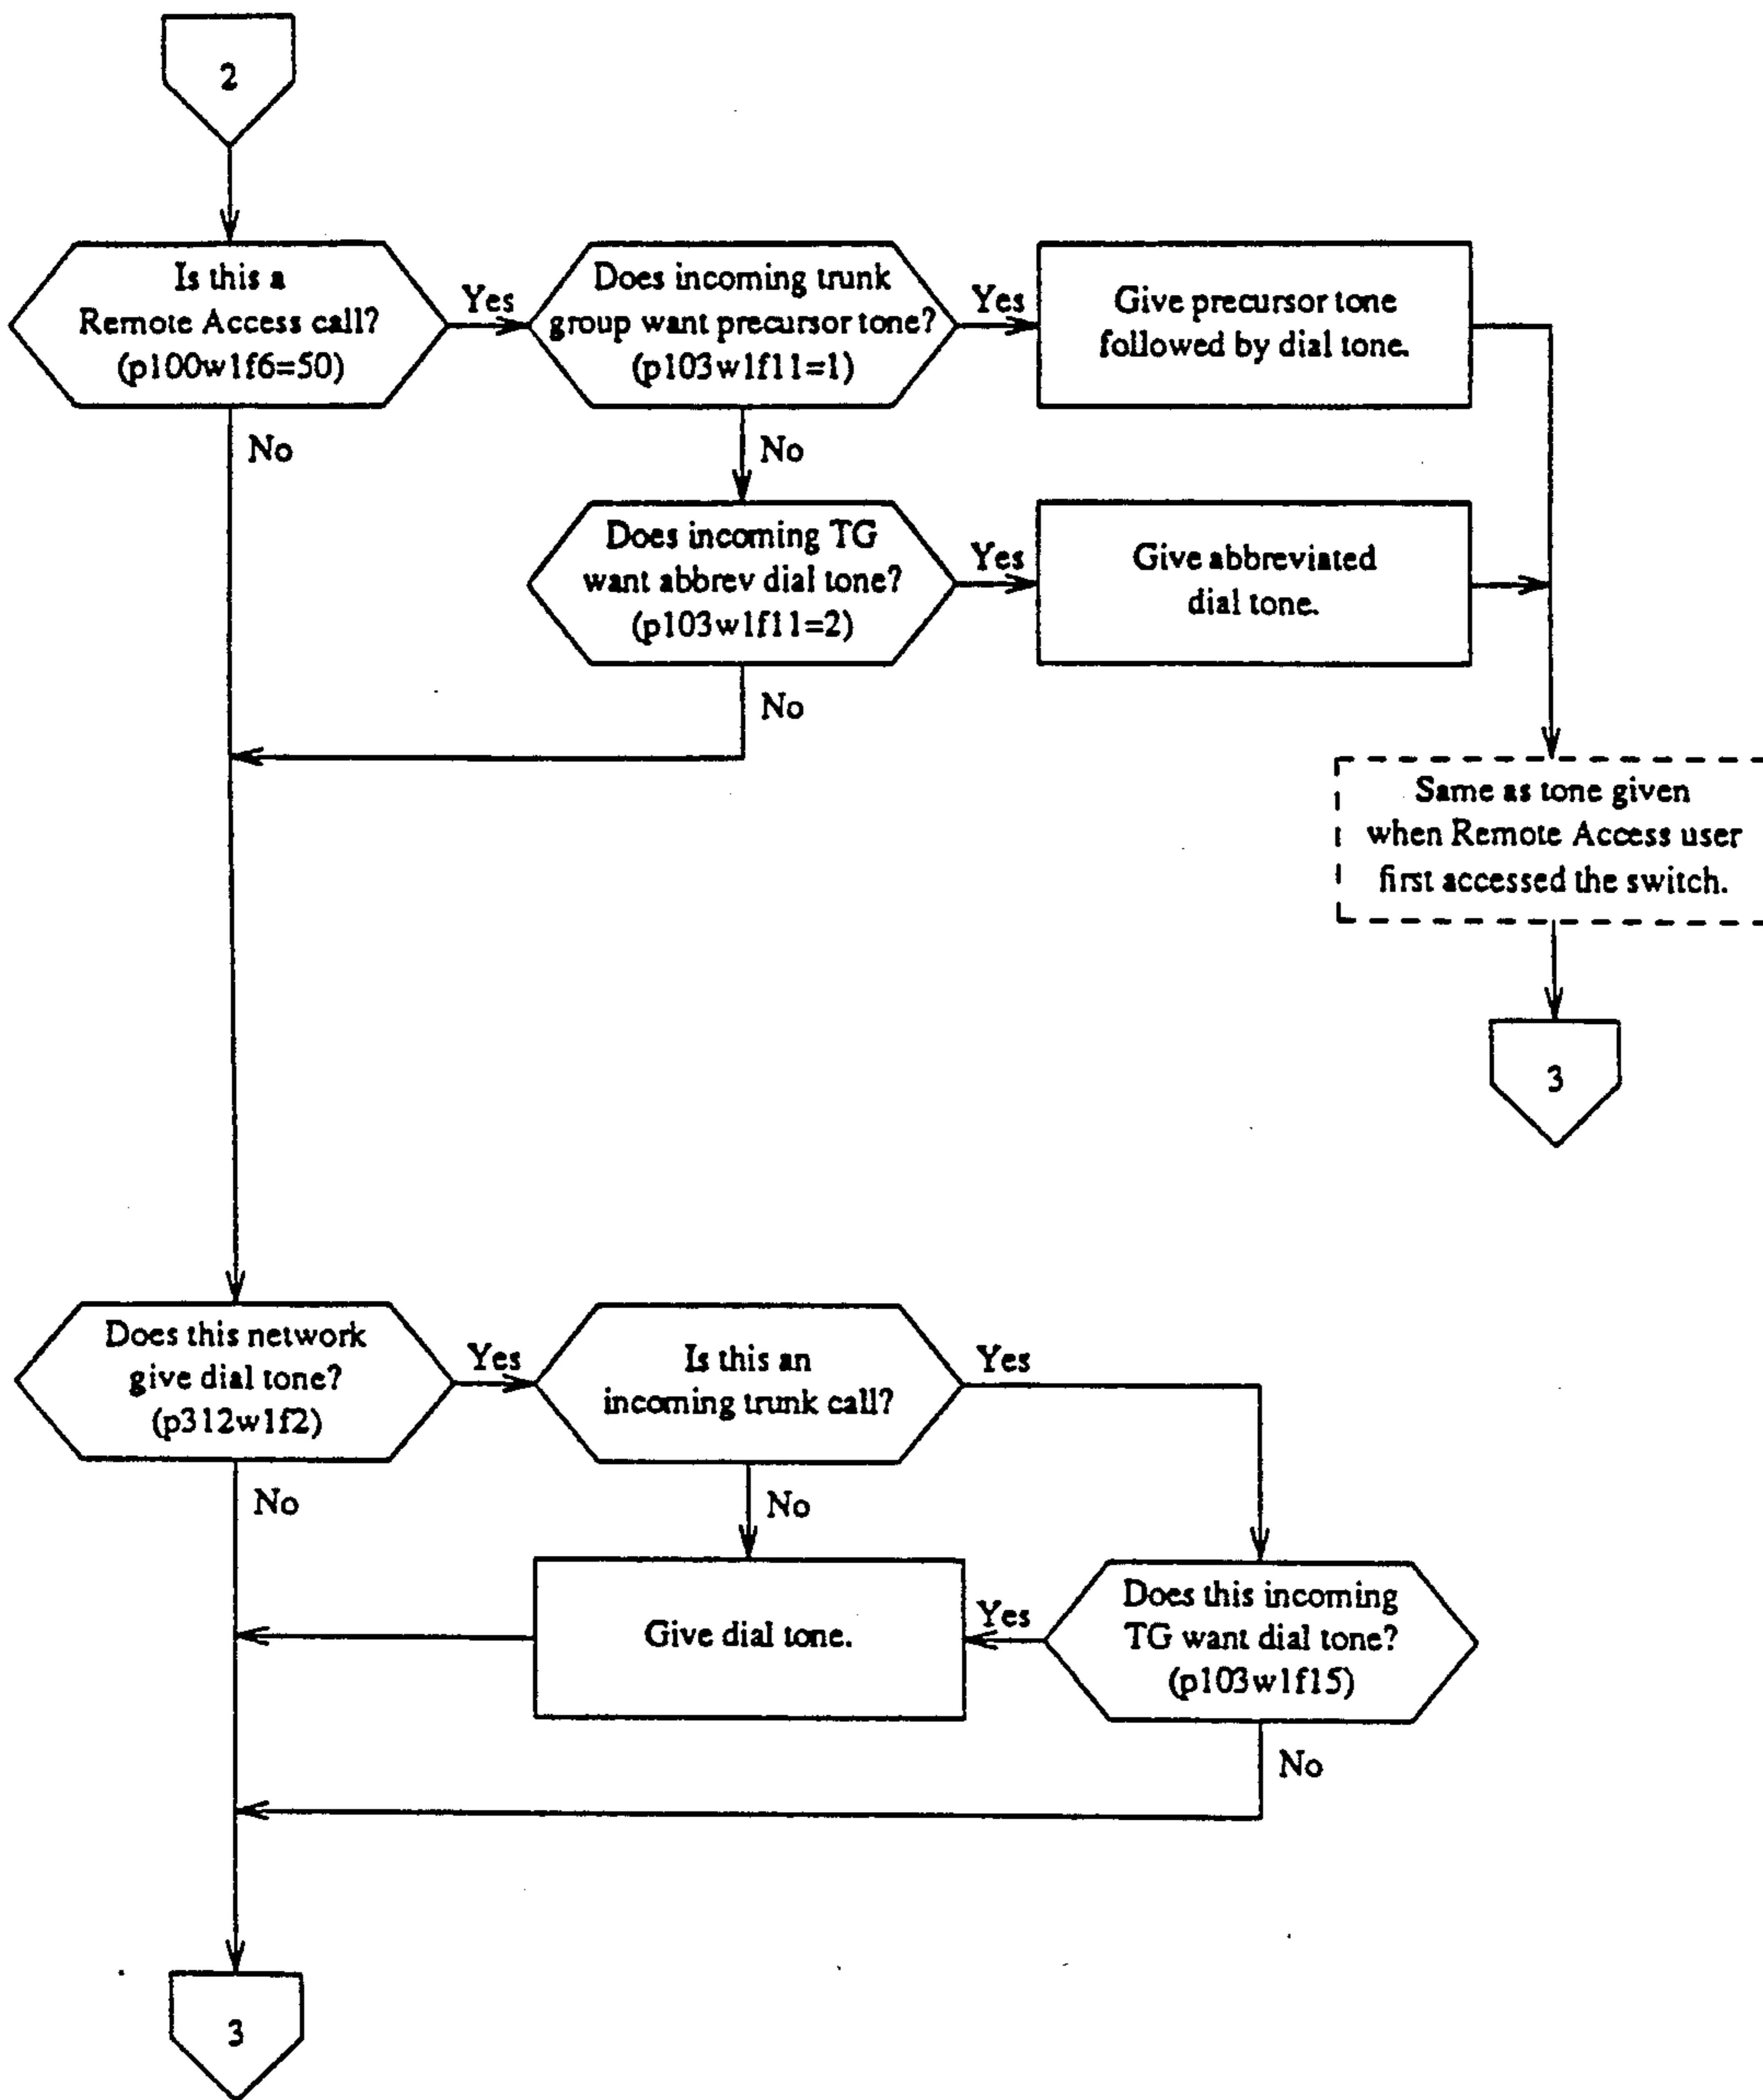 2
Is this a
Remote Access call?
(p100w1f6=50)
Yes
Does incoming trunk
group want precursor tone?
(p103w1f11=1)
Yes
Give precursor tone
followed by dial tone.
No
No
Does incoming TG
want abbrev dial tone?
(p103w1f11=2)
Yes
Give abbreviated
dial tone.
No
Same as tone given
when Remote Access user
first accessed the switch.
3
Does this network
give dial tone?
(p312w1f2)
Yes
Is this an
incoming trunk call?
Yes
No
No
Give dial tone.
Yes
Does this incoming
TG want dial tone?
(p103w1f15)
No
3